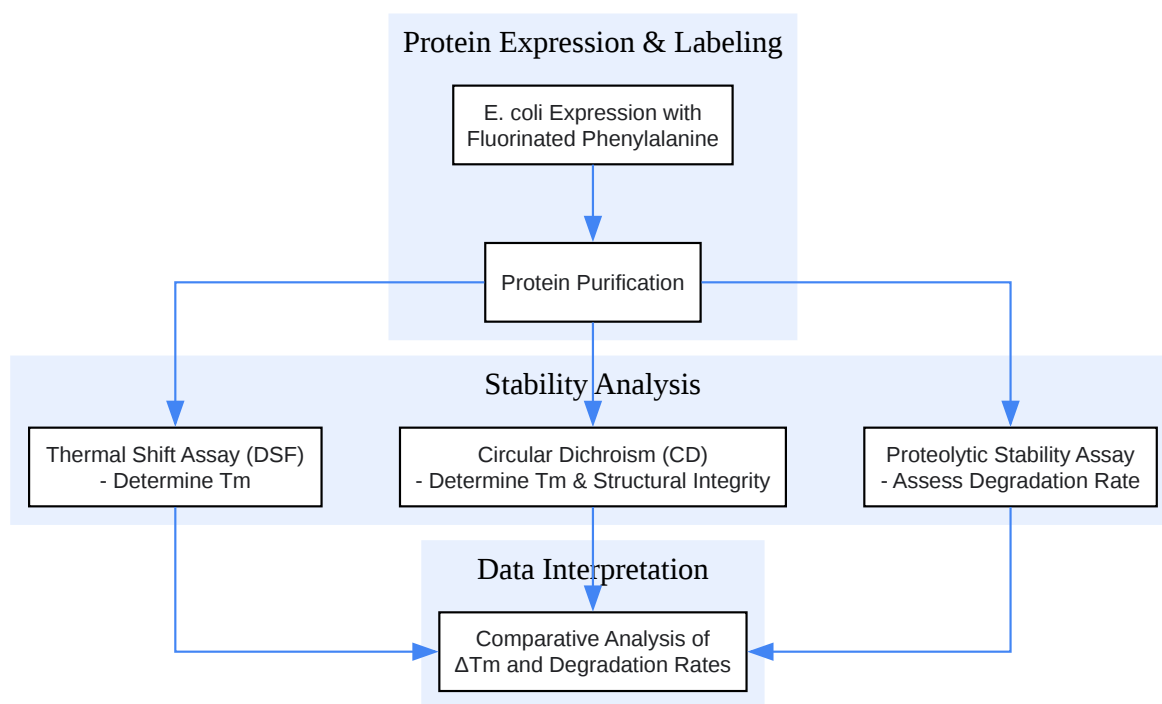 Protein Expression & Labeling
E. coli Expression with
Fluorinated Phenylalanine
Protein Purification
Stability Analysis
Thermal Shift Assay (DSF)
- Determine Tm
Circular Dichroism (CD)
- Determine Tm & Structural Integrity
Proteolytic Stability Assay
- Assess Degradation Rate
Data Interpretation
Comparative Analysis of
ΔTm and Degradation Rates